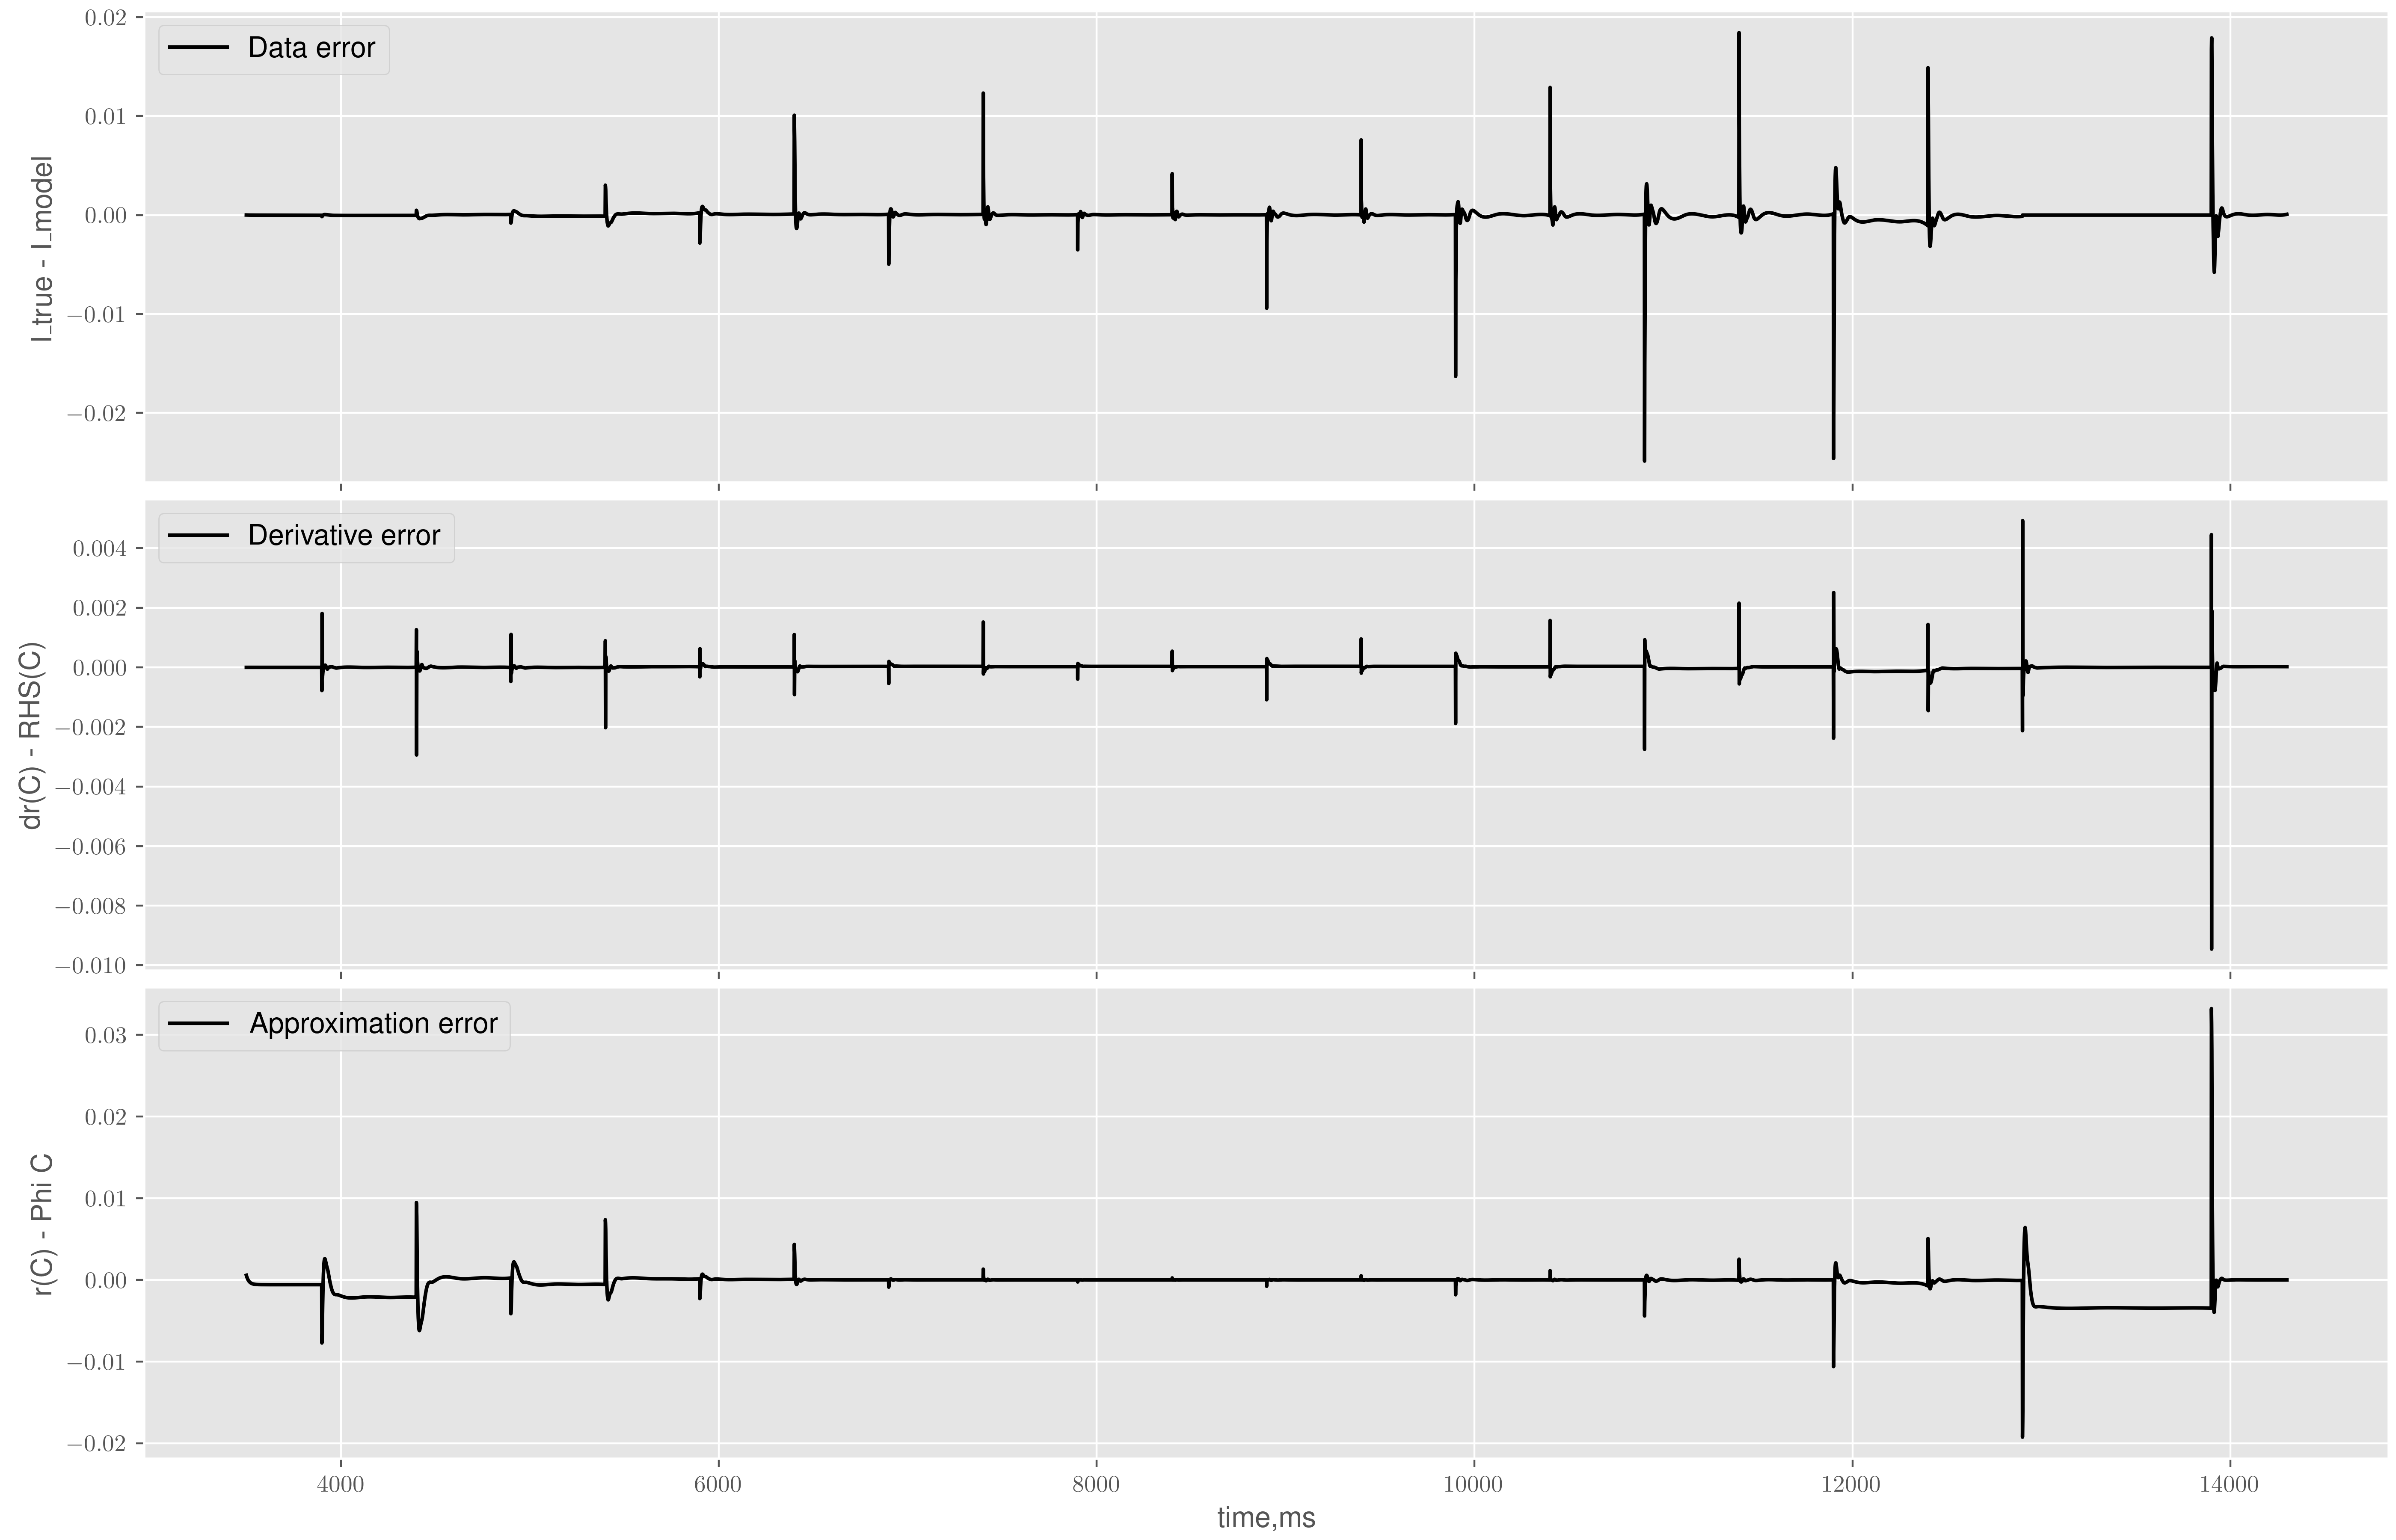 Data error
I_true - I_model
0.02
0.01
0.00
−0.01
−0.02
Derivative error
dr(C) - RHS(C)
0.004
0.002
0.000
−0.002
−0.004
−0.006
−0.008
−0.010
Approximation error
r(C) - Phi C
0.03
0.02
0.01
0.00
−0.01
−0.02
4000 6000 8000 10000 12000 14000
time,ms